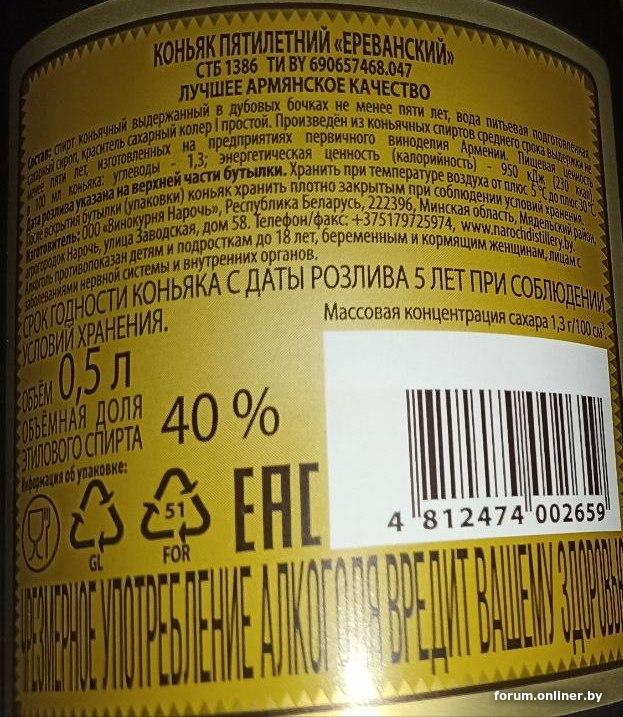 КОНЬЯК ПЯТИЛЕТНИЙ «ЕРЕВАНСКИЙ»
СТБ 1386 ТИ BY 690657468.047
ЛУЧШЕЕ АРМЯНСКОЕ КАЧЕСТВО
Состав: спирт коньячный выдержанный в дубовых бочках не менее пяти лет, вода питьевая подготовленная,
сахарный сироп, краситель сахарный колер I простой. Произведён из коньячных спиртов среднего срока выдержки не
менее пяти лет, изготовленных на предприятиях первичного виноделия Армении. Пищевая ценность
100 мл коньяка: углеводы - 1,3; энергетическая ценность (калорийность) - 950 кДж (230 ккал).
Дата розлива указана на верхней части бутылки. Хранить при температуре воздуха от плюс 5 °С до плюс 30 °С.
После вскрытия бутылки (упаковки) коньяк хранить плотно закрытым при соблюдении условий хранения.
Изготовитель: ООО «Винокурня Нарочь», Республика Беларусь, 222396, Минская область, Мядельский район,
агрогородок Нарочь, улица Заводская, дом 58. Телефон/факс: +375179725974, www.narochdistillery.by
Алкоголь противопоказан детям и подросткам до 18 лет, беременным и кормящим женщинам, лицам с
заболеваниями нервной системы и внутренних органов.
СРОК ГОДНОСТИ КОНЬЯКА С ДАТЫ РОЗЛИВА 5 ЛЕТ ПРИ СОБЛЮДЕНИИ
УСЛОВИЙ ХРАНЕНИЯ.
Массовая концентрация сахара 1,3 г/100 см³.
ОБЪЁМ 0,5 л
ОБЪЁМНАЯ ДОЛЯ
ЭТИЛОВОГО СПИРТА 40 %
Информация об упаковке:
GL
51
FOR
ЕАС
4 812474 002659
ЧРЕЗМЕРНОЕ УПОТРЕБЛЕНИЕ АЛКОГОЛЯ ВРЕДИТ ВАШЕМУ ЗДОРОВЬ
forum.onliner.by